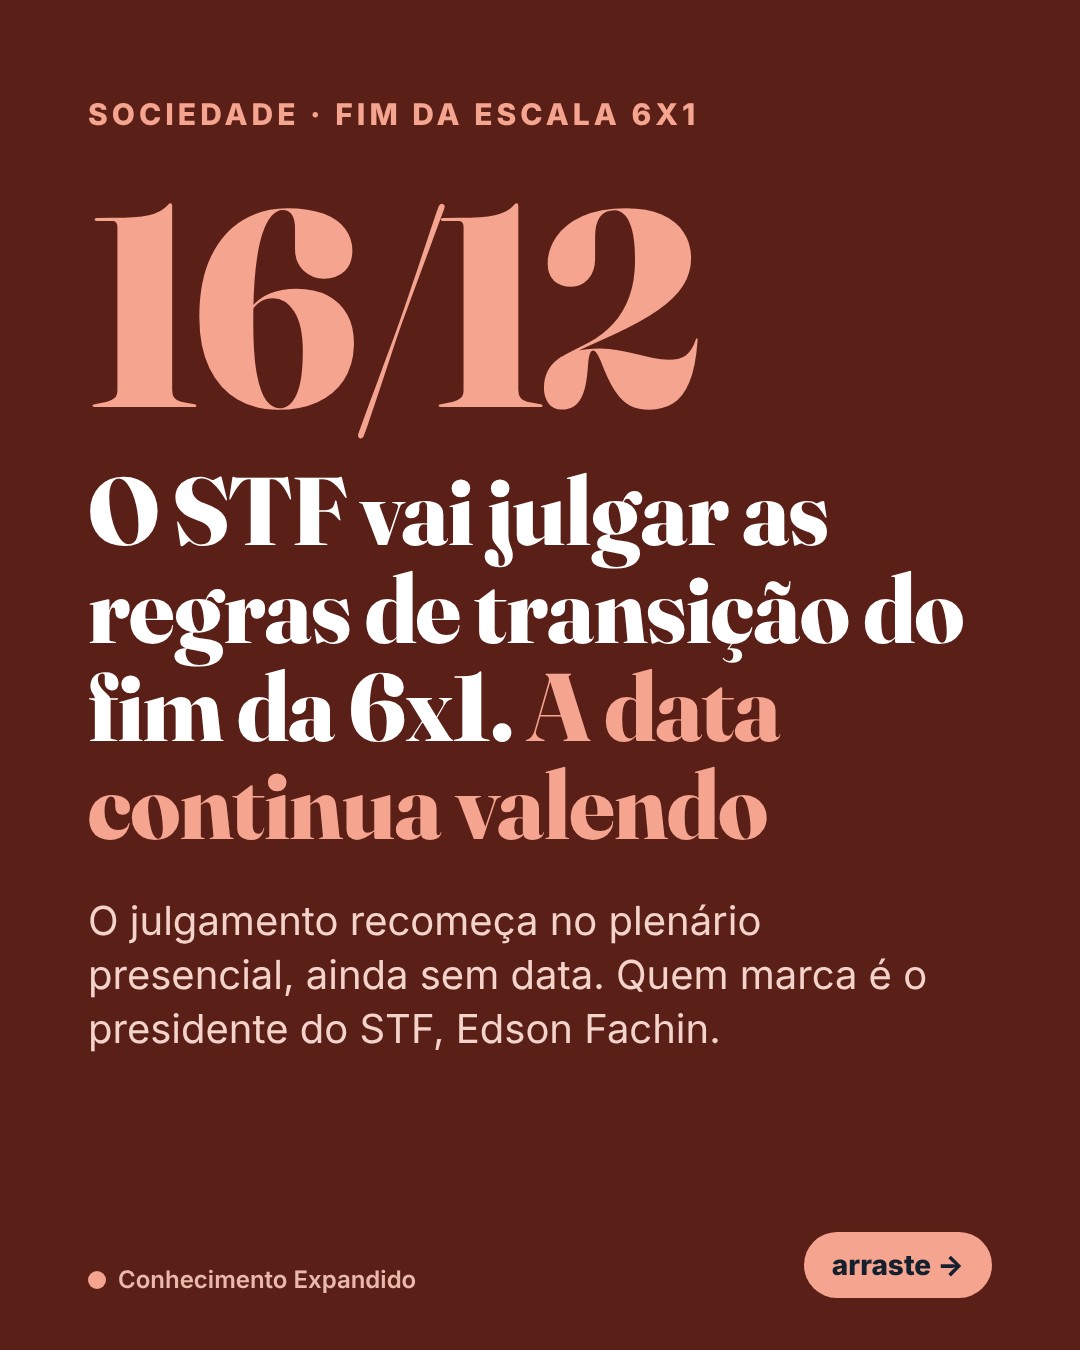 SOCIEDADE · FIM DA ESCALA 6X1
16/12
O STF vai julgar as
regras de transição do
fim da 6x1. A data
continua valendo
O julgamento recomeça no plenário
presencial, ainda sem data. Quem marca é o
presidente do STF, Edson Fachin.
Conhecimento Expandido
arraste →